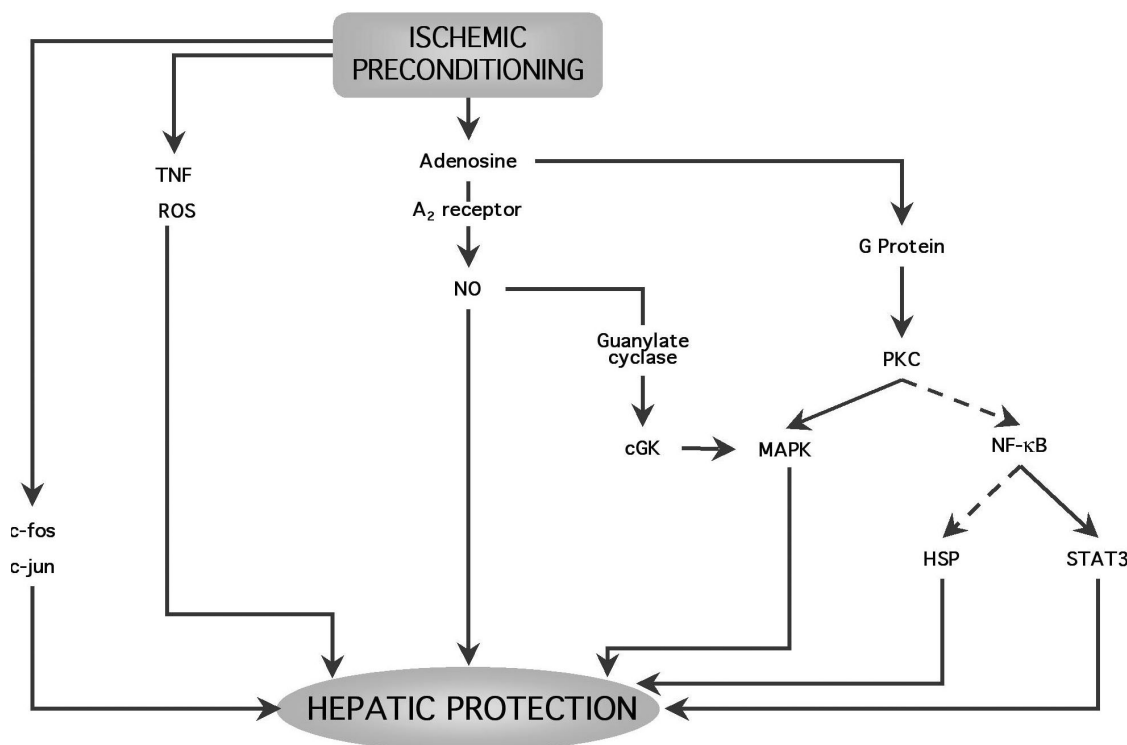 ISCHEMIC
PRECONDITIONING
TNF
ROS
Adenosine
A₂ receptor
G Protein
NO
Guanylate
cyclase
PKC
cGK
MAPK
NF-κB
c-fos
c-jun
HSP
STAT3
HEPATIC PROTECTION